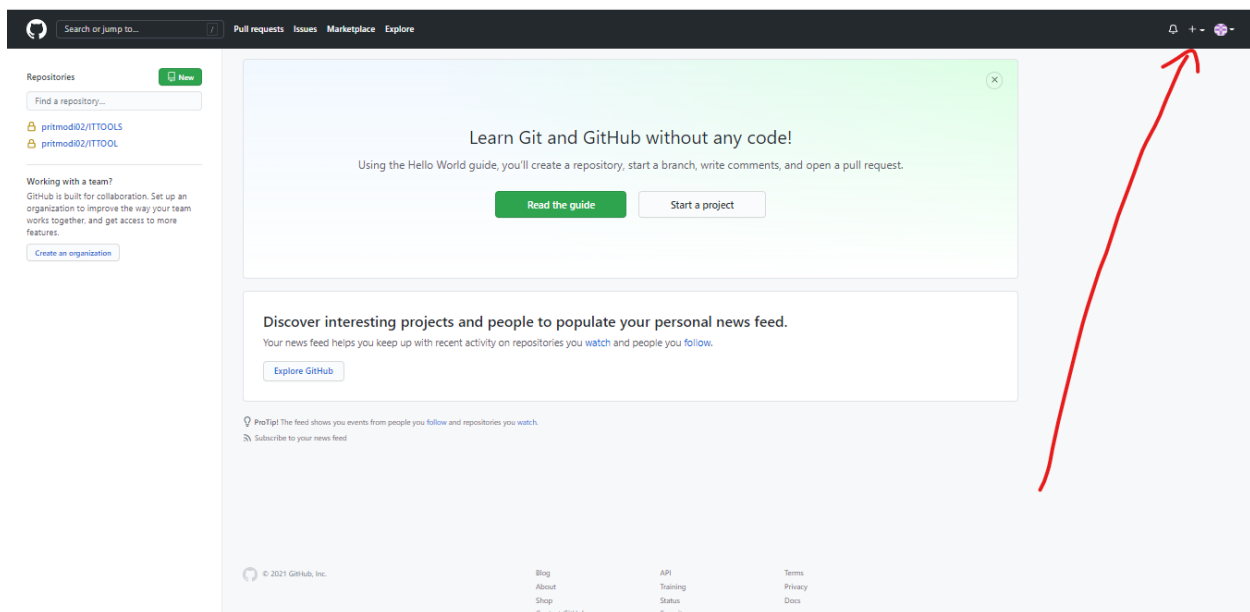 Search or jump to... /
Pull requests Issues Marketplace Explore
Repositories
New
Find a repository...
pritmodi02/ITTOOLS
pritmodi02/ITTOOL
Working with a team?
GitHub is built for collaboration. Set up an
organization to improve the way your team
works together, and get access to more
features.
Create an organization
Learn Git and GitHub without any code!
Using the Hello World guide, you'll create a repository, start a branch, write comments, and open a pull request.
Read the guide
Start a project
Discover interesting projects and people to populate your personal news feed.
Your news feed helps you keep up with recent activity on repositories you watch and people you follow.
Explore GitHub
ProTip! The feed shows you events from people you follow and repositories you watch.
Subscribe to your news feed
© 2021 GitHub, Inc.
Blog
About
Shop
API
Training
Status
Terms
Privacy
Docs